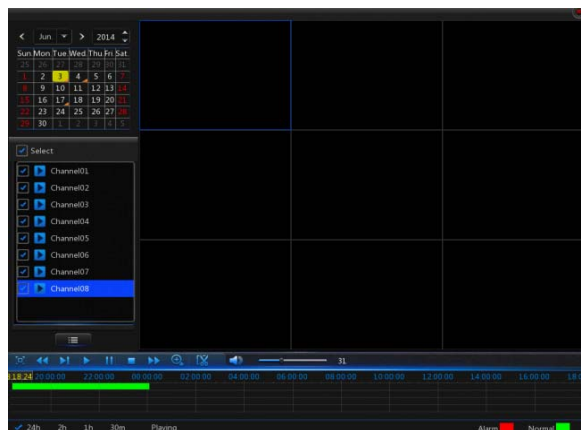 Jun. 2014
Sun. Mon. Tue. Wed. Thu. Fri. Sat.
25 26 27 28 29 30 31
1 2 3 4 5 6 7
8 9 10 11 12 13 14
15 16 17 18 19 20 21
22 23 24 25 26 27 28
29 30 1 2 3 4 5
Select
Channel01
Channel02
Channel03
Channel04
Channel05
Channel06
Channel07
Channel08
31
20:00:00 22:00:00 00:00:00 02:00:00 04:00:00 06:00:00 08:00:00 10:00:00 12:00:00 14:00:00 16:00:00
24h 2h 1h 30m Playing Alarm Normal